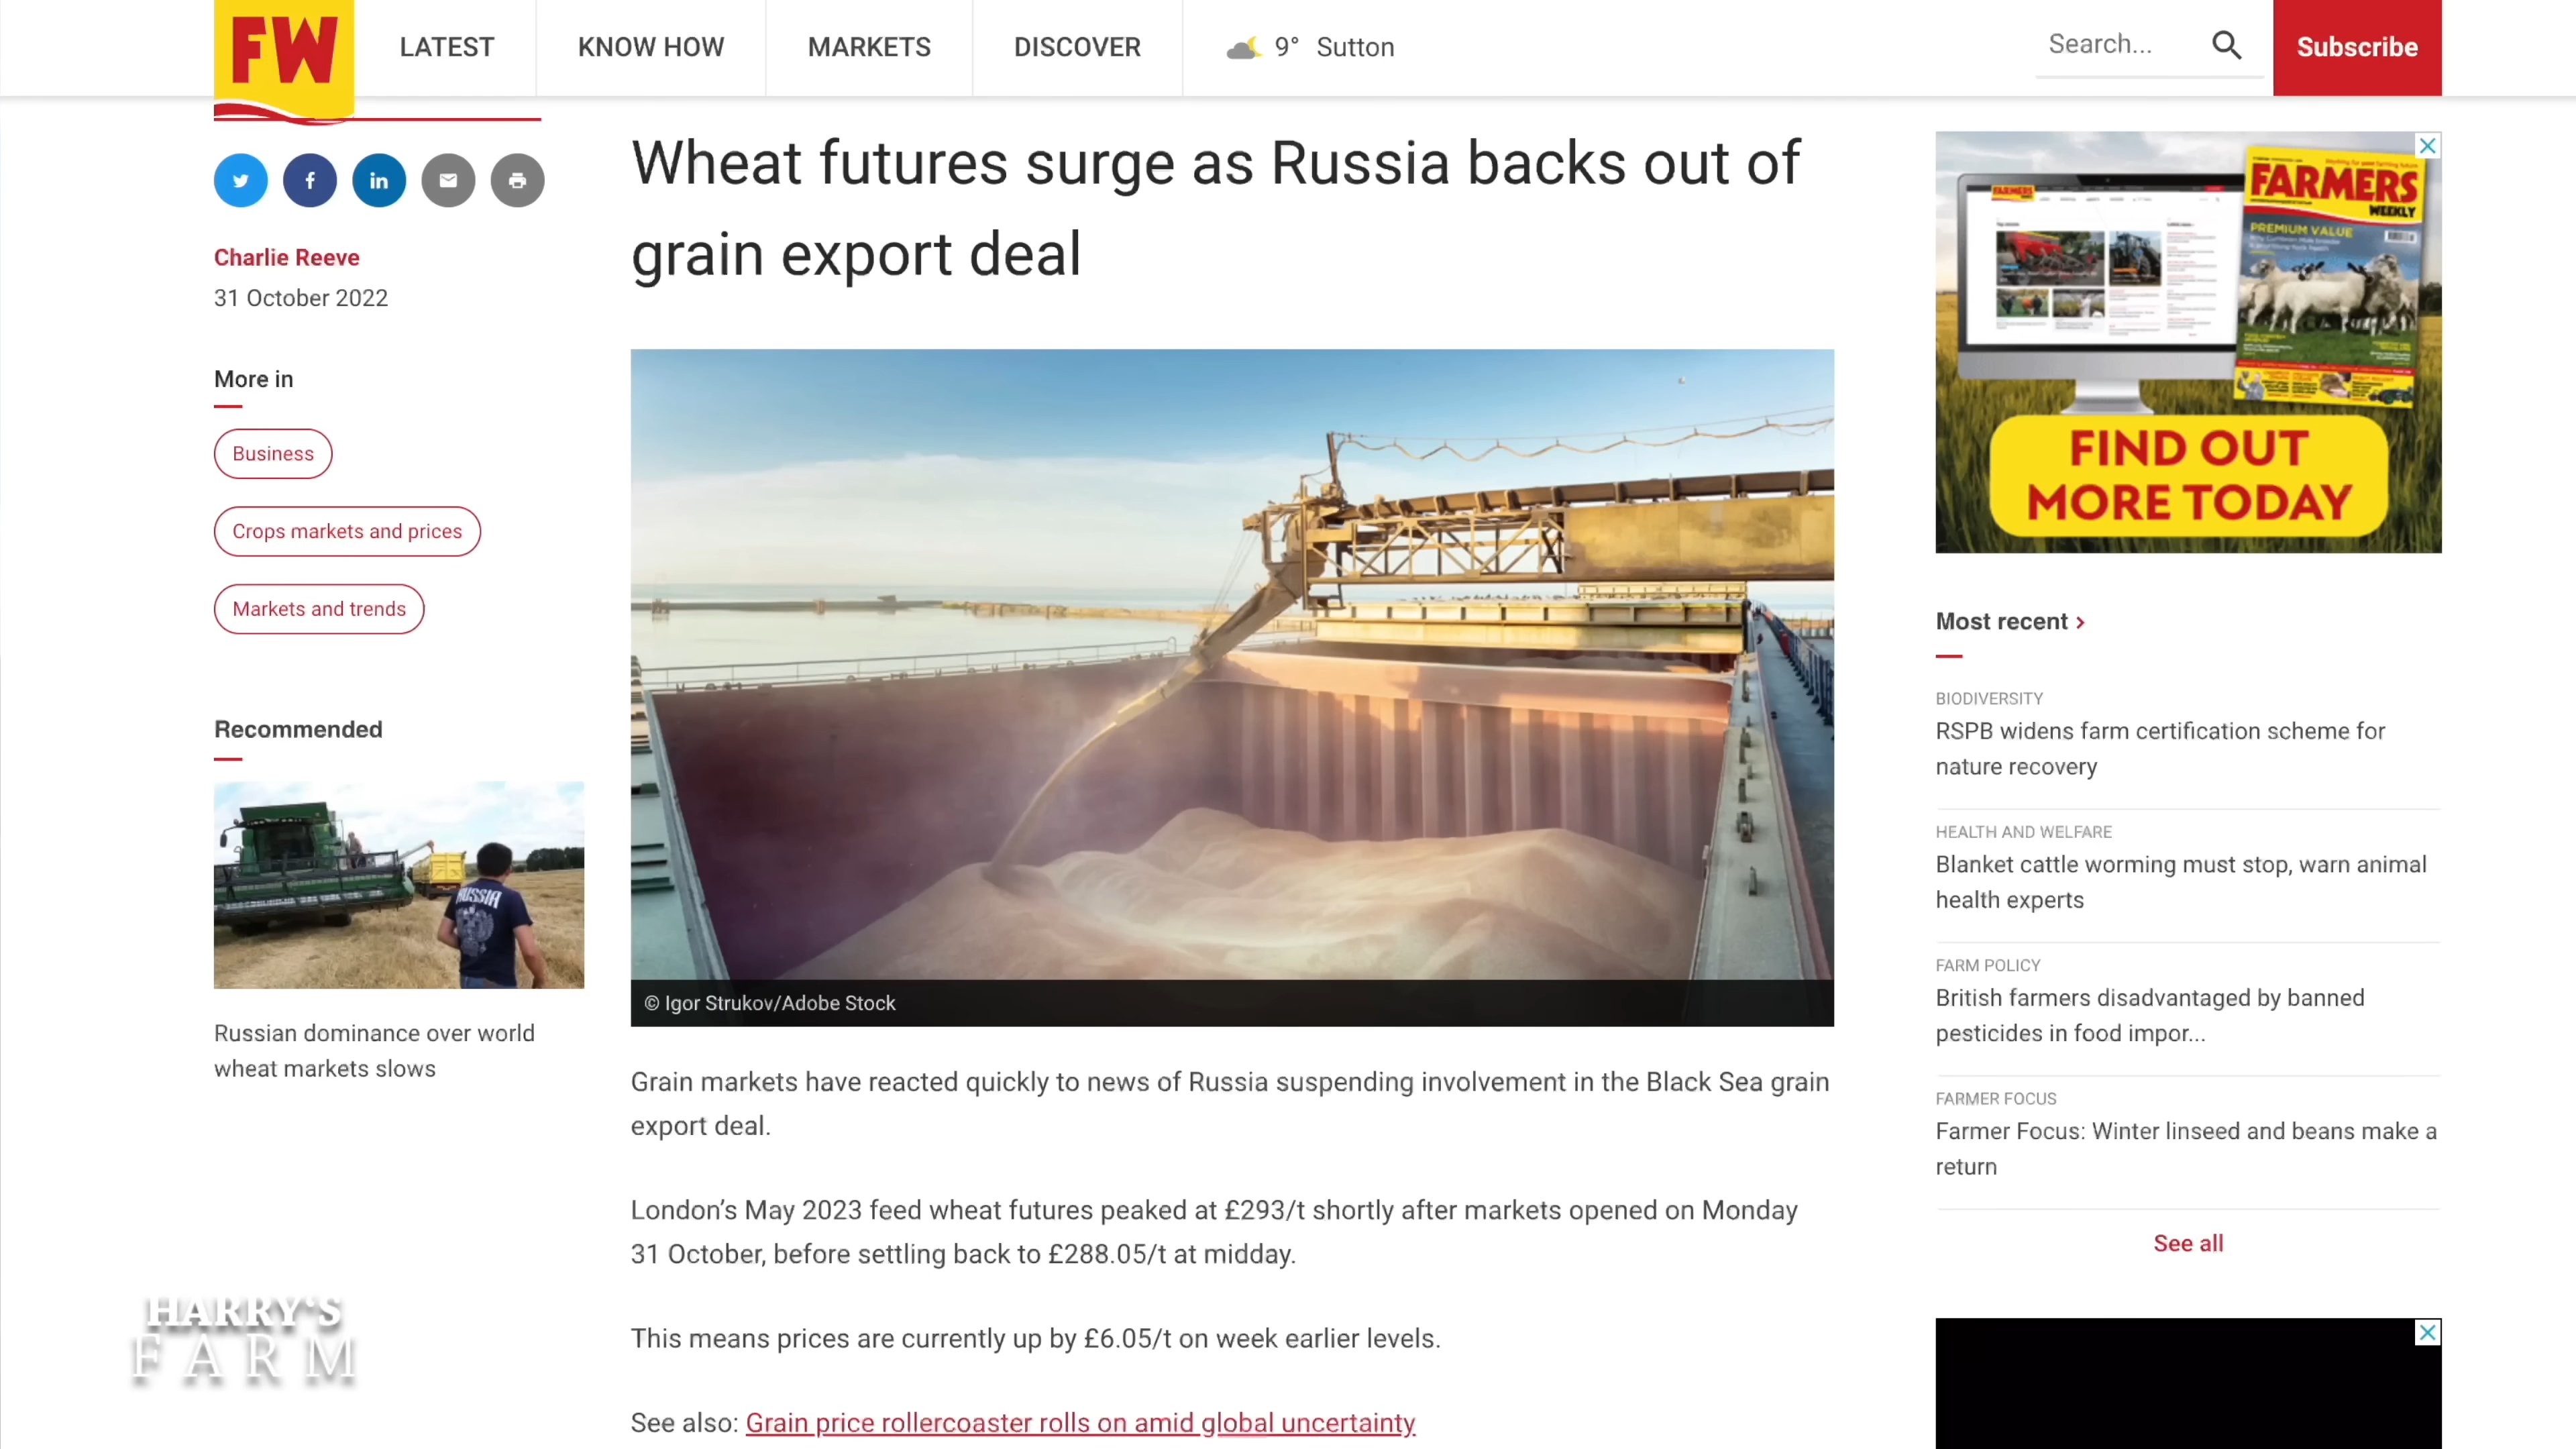 FW
LATEST
KNOW HOW
MARKETS
DISCOVER
9° Sutton
Search...
Subscribe
Charlie Reeve
31 October 2022
More in
Business
Crops markets and prices
Markets and trends
Recommended
RUSSIA
Russian dominance over world
wheat markets slows
HARRY'S
FARM
Wheat futures surge as Russia backs out of
grain export deal
© Igor Strukov/Adobe Stock
Grain markets have reacted quickly to news of Russia suspending involvement in the Black Sea grain
export deal.
London's May 2023 feed wheat futures peaked at £293/t shortly after markets opened on Monday
31 October, before settling back to £288.05/t at midday.
This means prices are currently up by £6.05/t on week earlier levels.
See also: Grain price rollercoaster rolls on amid global uncertainty
FARMERS
WEEKLY
PREMIUM VALUE
FIND OUT
MORE TODAY
Most recent
BIODIVERSITY
RSPB widens farm certification scheme for
nature recovery
HEALTH AND WELFARE
Blanket cattle worming must stop, warn animal
health experts
FARM POLICY
British farmers disadvantaged by banned
pesticides in food impor...
FARMER FOCUS
Farmer Focus: Winter linseed and beans make a
return
See all